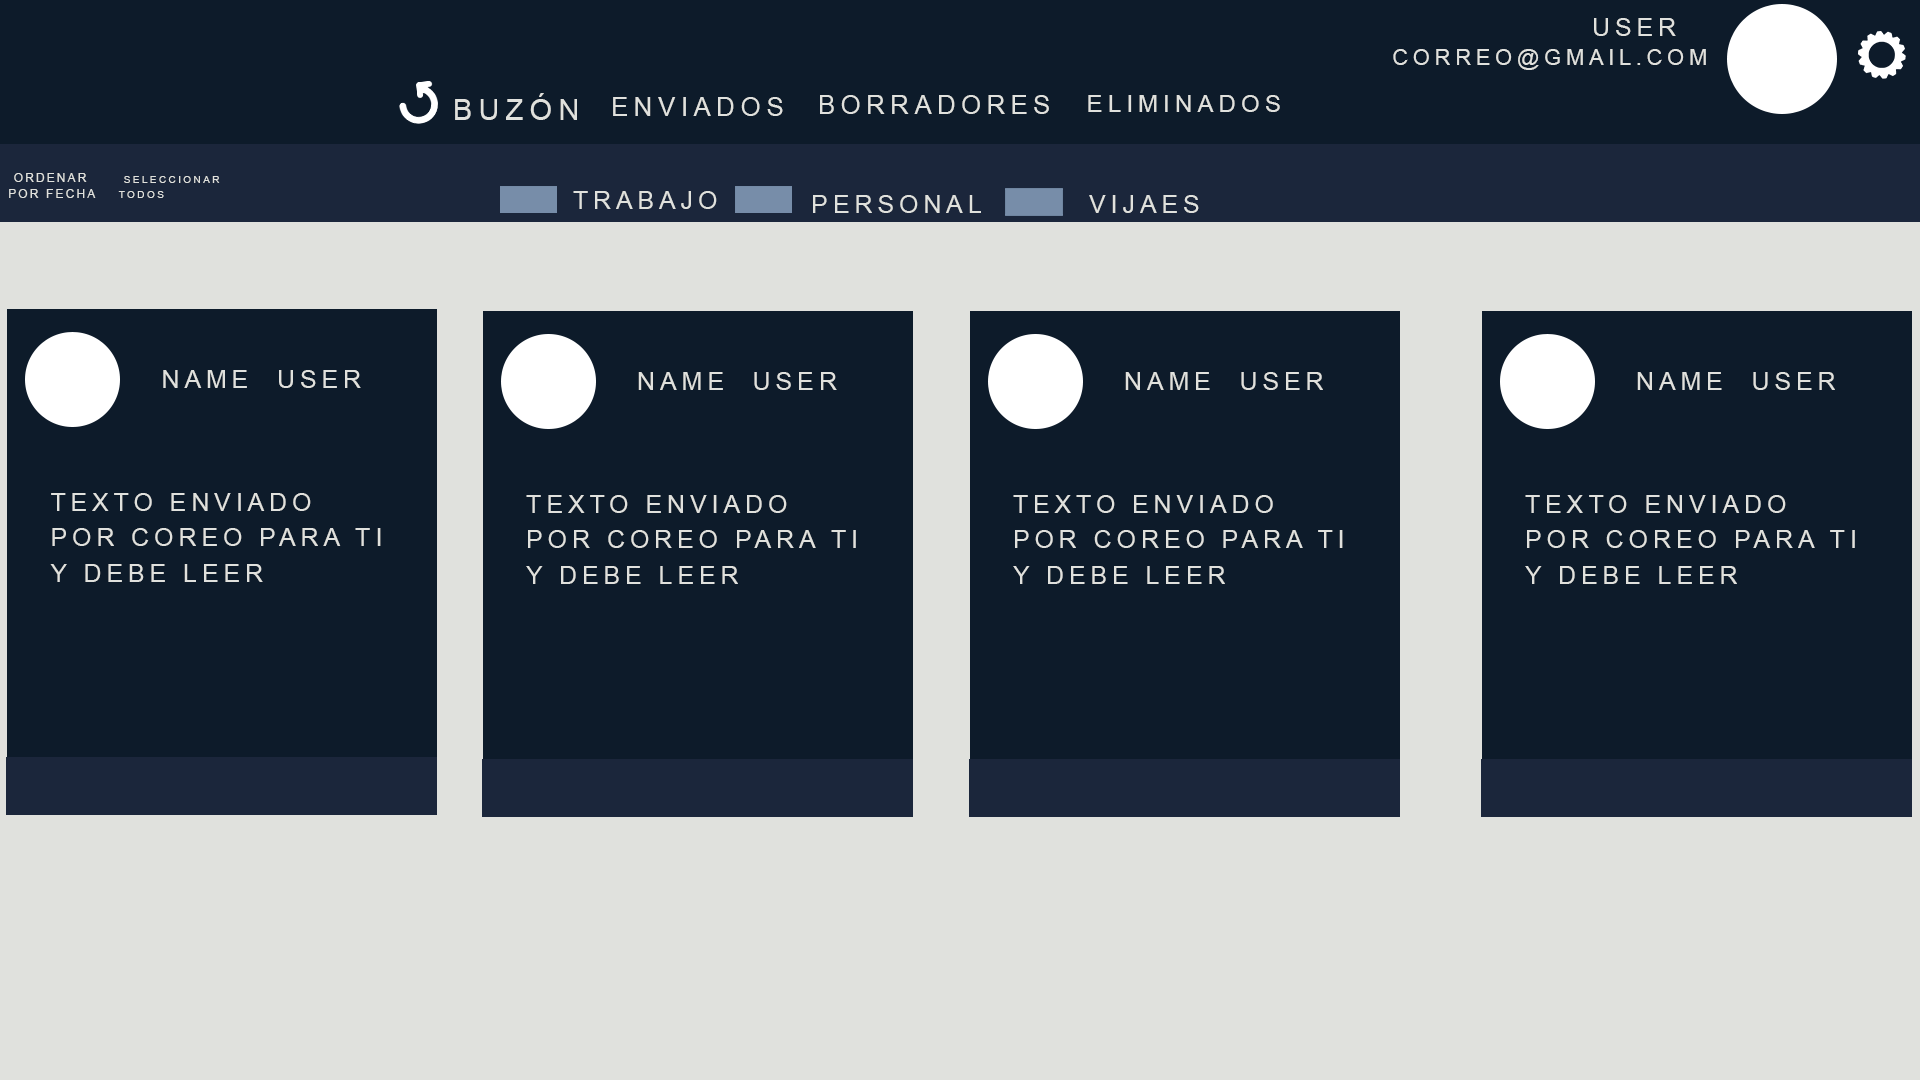 USER
CORREO@GMAIL.COM
BUZÓN ENVIADOS BORRADORES ELIMINADOS
ORDENAR
POR FECHA
SELECCIONAR
TODOS
TRABAJO PERSONAL VIJAES
NAME USER
TEXTO ENVIADO
POR COREO PARA TI
Y DEBE LEER
NAME USER
TEXTO ENVIADO
POR COREO PARA TI
Y DEBE LEER
NAME USER
TEXTO ENVIADO
POR COREO PARA TI
Y DEBE LEER
NAME USER
TEXTO ENVIADO
POR COREO PARA TI
Y DEBE LEER